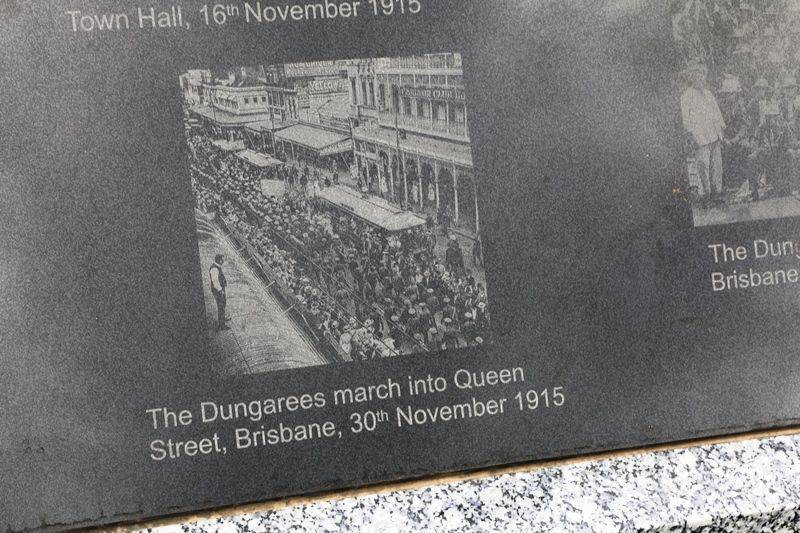 Town Hall, 16th November 1915
The Dungarees march into Queen
Street, Brisbane, 30th November 1915
The Dung
Brisbane